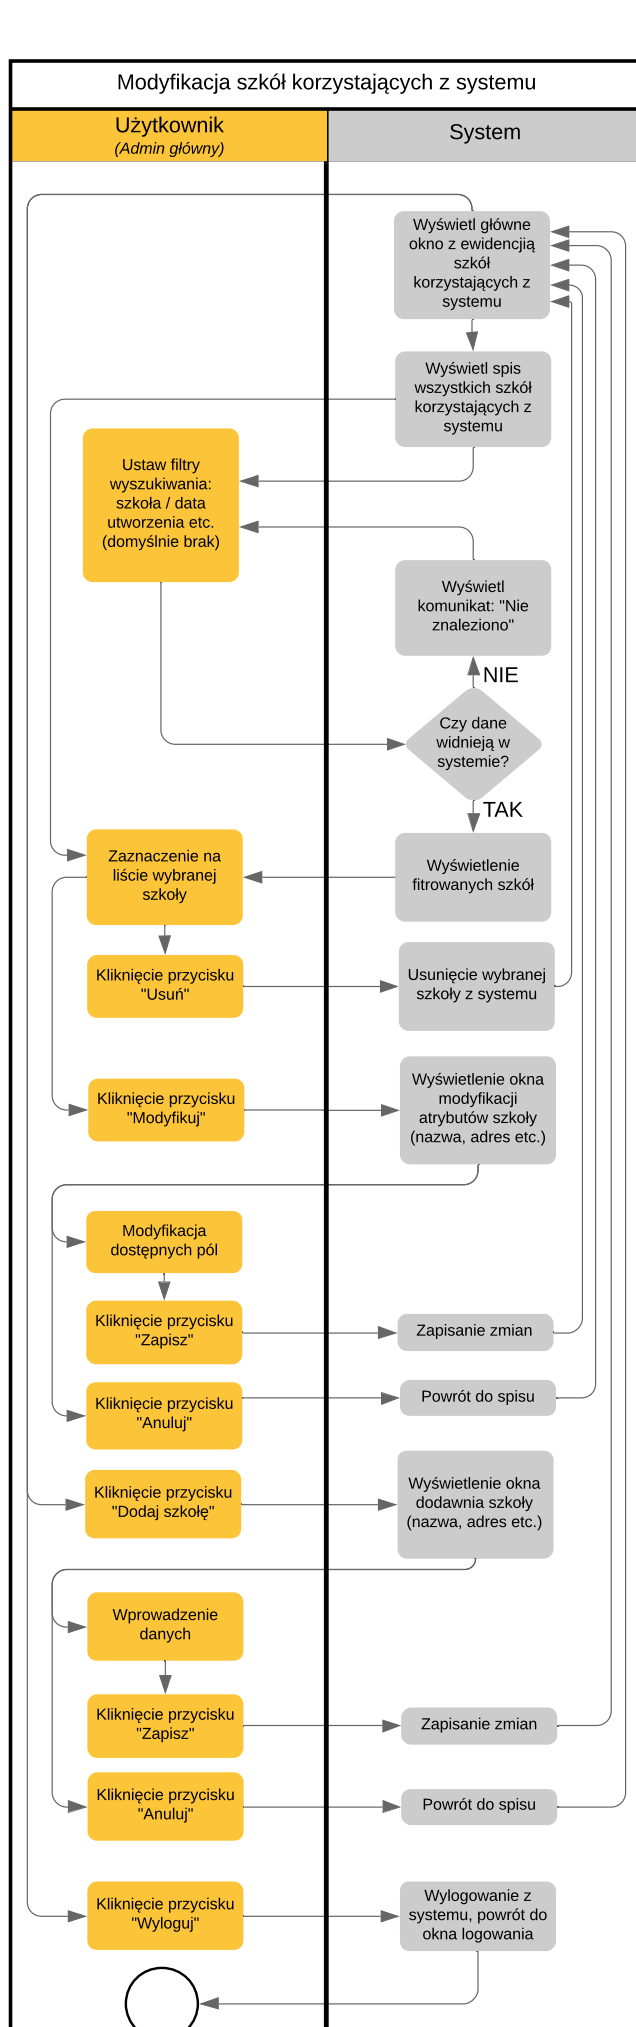 Modyfikacja szkół korzystających z systemu
Użytkownik
(Admin główny)
System
Wyświetl główne
okno z ewidencjią
szkół
korzystających z
systemu
Wyświetl spis
wszystkich szkół
korzystających z
systemu
Ustaw filtry
wyszukiwania:
szkoła / data
utworzenia etc.
(domyślnie brak)
Wyświetl
komunikat: "Nie
znaleziono"
NIE
Czy dane
widnieją w
systemie?
TAK
Zaznaczenie na
liście wybranej
szkoły
Wyświetlenie
fitrowanych szkół
Kliknięcie przycisku
"Usuń"
Usunięcie wybranej
szkoły z systemu
Kliknięcie przycisku
"Modyfikuj"
Wyświetlenie okna
modyfikacji
atrybutów szkoły
(nazwa, adres etc.)
Modyfikacja
dostępnych pól
Kliknięcie przycisku
"Zapisz"
Zapisanie zmian
Kliknięcie przycisku
"Anuluj"
Powrót do spisu
Kliknięcie przycisku
"Dodaj szkołę"
Wyświetlenie okna
dodawnia szkoły
(nazwa, adres etc.)
Wprowadzenie
danych
Kliknięcie przycisku
"Zapisz"
Zapisanie zmian
Kliknięcie przycisku
"Anuluj"
Powrót do spisu
Kliknięcie przycisku
"Wyloguj"
Wylogowanie z
systemu, powrót do
okna logowania